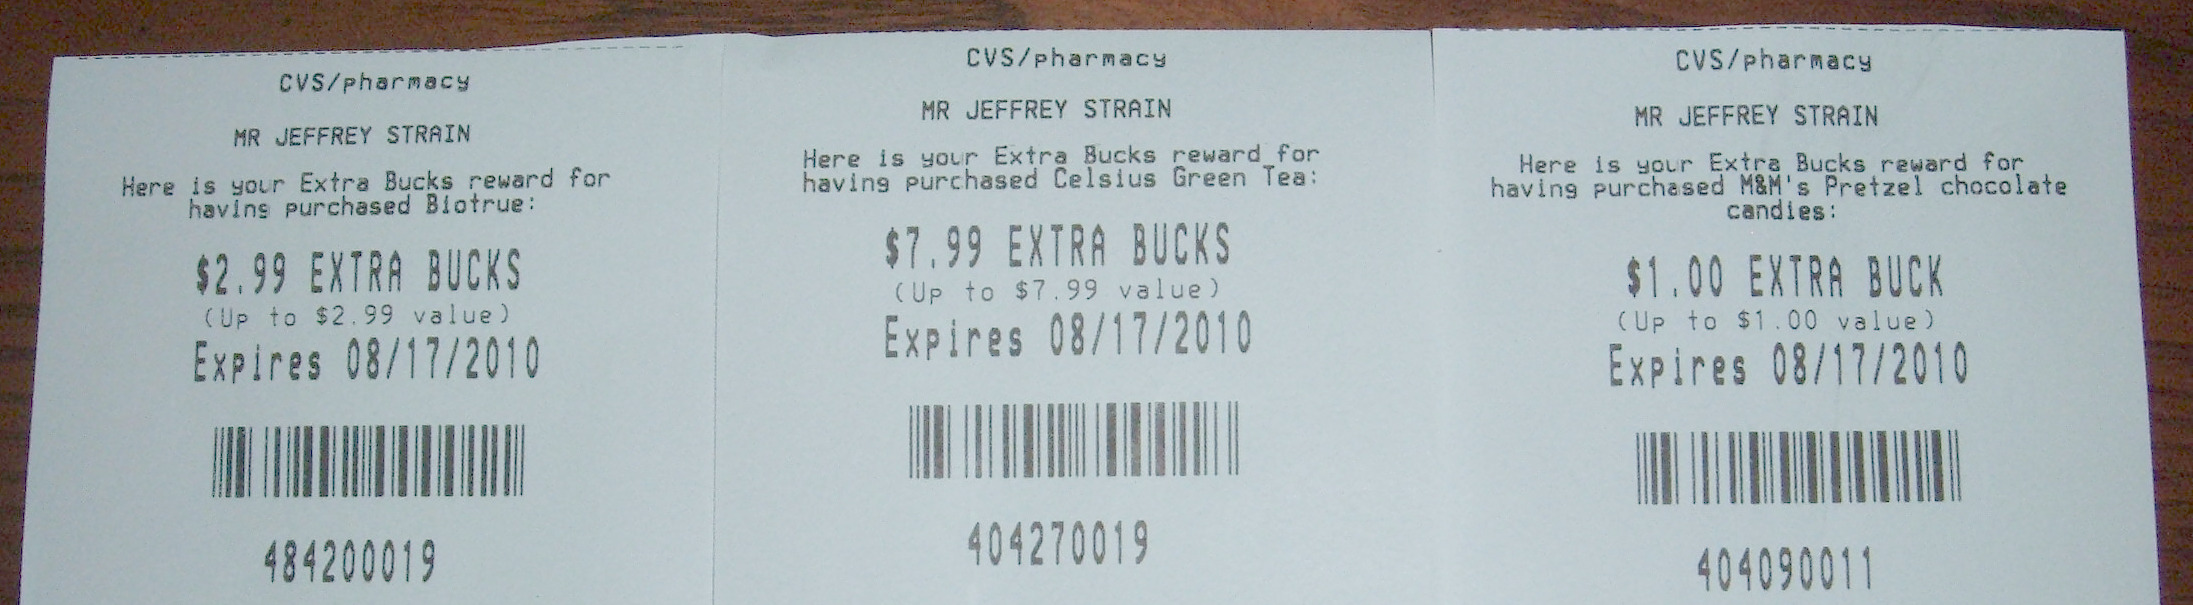 CVS/pharmacy
MR JEFFREY STRAIN
Here is your Extra Bucks reward for
having purchased Biotrue:
$2.99 EXTRA BUCKS
(Up to $2.99 value)
Expires 08/17/2010
484200019
CVS/pharmacy
MR JEFFREY STRAIN
Here is your Extra Bucks reward for
having purchased Celsius Green Tea:
$7.99 EXTRA BUCKS
(Up to $7.99 value)
Expires 08/17/2010
404270019
CVS/pharmacy
MR JEFFREY STRAIN
Here is your Extra Bucks reward for
having purchased M&M's Pretzel chocolate
candies:
$1.00 EXTRA BUCK
(Up to $1.00 value)
Expires 08/17/2010
404090011